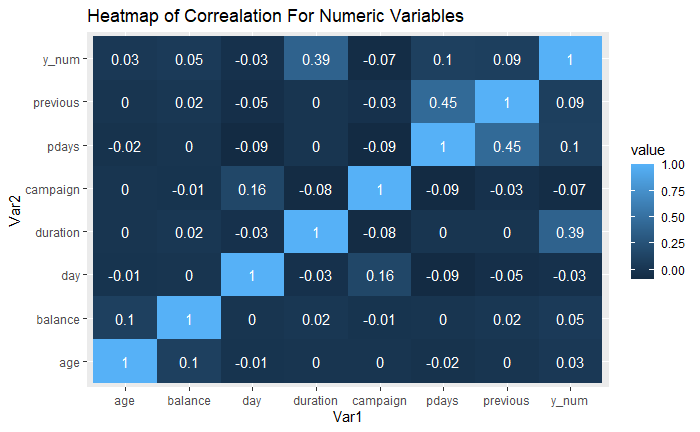 Heatmap of Correalation For Numeric Variables
y_num 0.03 0.05 -0.03 0.39 -0.07 0.1 0.09 1
previous 0 0.02 -0.05 0 -0.03 0.45 1 0.09
pdays -0.02 0 -0.09 0 -0.09 1 0.45 0.1
campaign 0 -0.01 0.16 -0.08 1 -0.09 -0.03 -0.07
duration 0 0.02 -0.03 1 -0.08 0 0 0.39
day -0.01 0 1 -0.03 0.16 -0.09 -0.05 -0.03
balance 0.1 1 0 0.02 -0.01 0 0.02 0.05
age 1 0.1 -0.01 0 0 -0.02 0 0.03
age balance day duration campaign pdays previous y_num
Var1
Var2
value
1.00
0.75
0.50
0.25
0.00